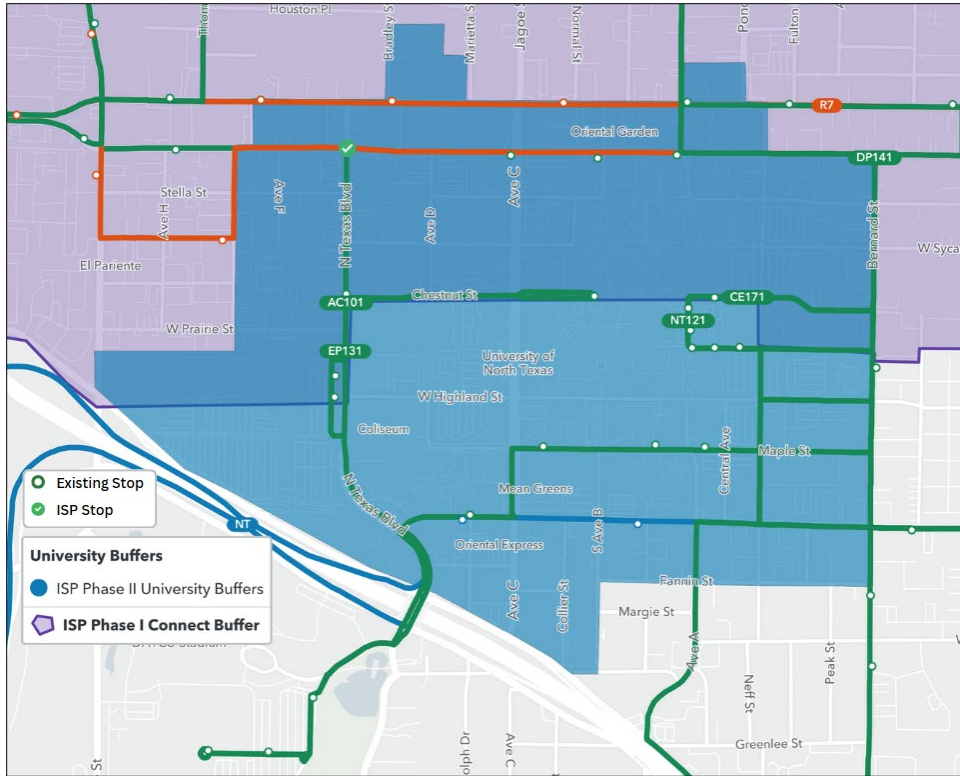 Houston Pl
Thom
Bradley S
Marietta S
Jagoe S
Normal St
Pond
Fulton
R7
Oriental Garden
DP141
Stella St
Ave H
Ave F
N Texas Blvd
Ave D
Ave C
Bernard St
W Syca
El Pariente
AC101
Chestnut St
CE171
NT121
W Prairie St
EP131
University of
North Texas
W Highland St
Coliseum
Central Ave
Maple St
Existing Stop
ISP Stop
Mean Greens
N Texas Blvd
NT
S Ave B
Oriental Express
University Buffers
ISP Phase II University Buffers
ISP Phase I Connect Buffer
Fannin St
Ave C
Collier St
Margie St
Ave A
Peak St
Neff St
Greenlee St
olph Dr
Ave C
St